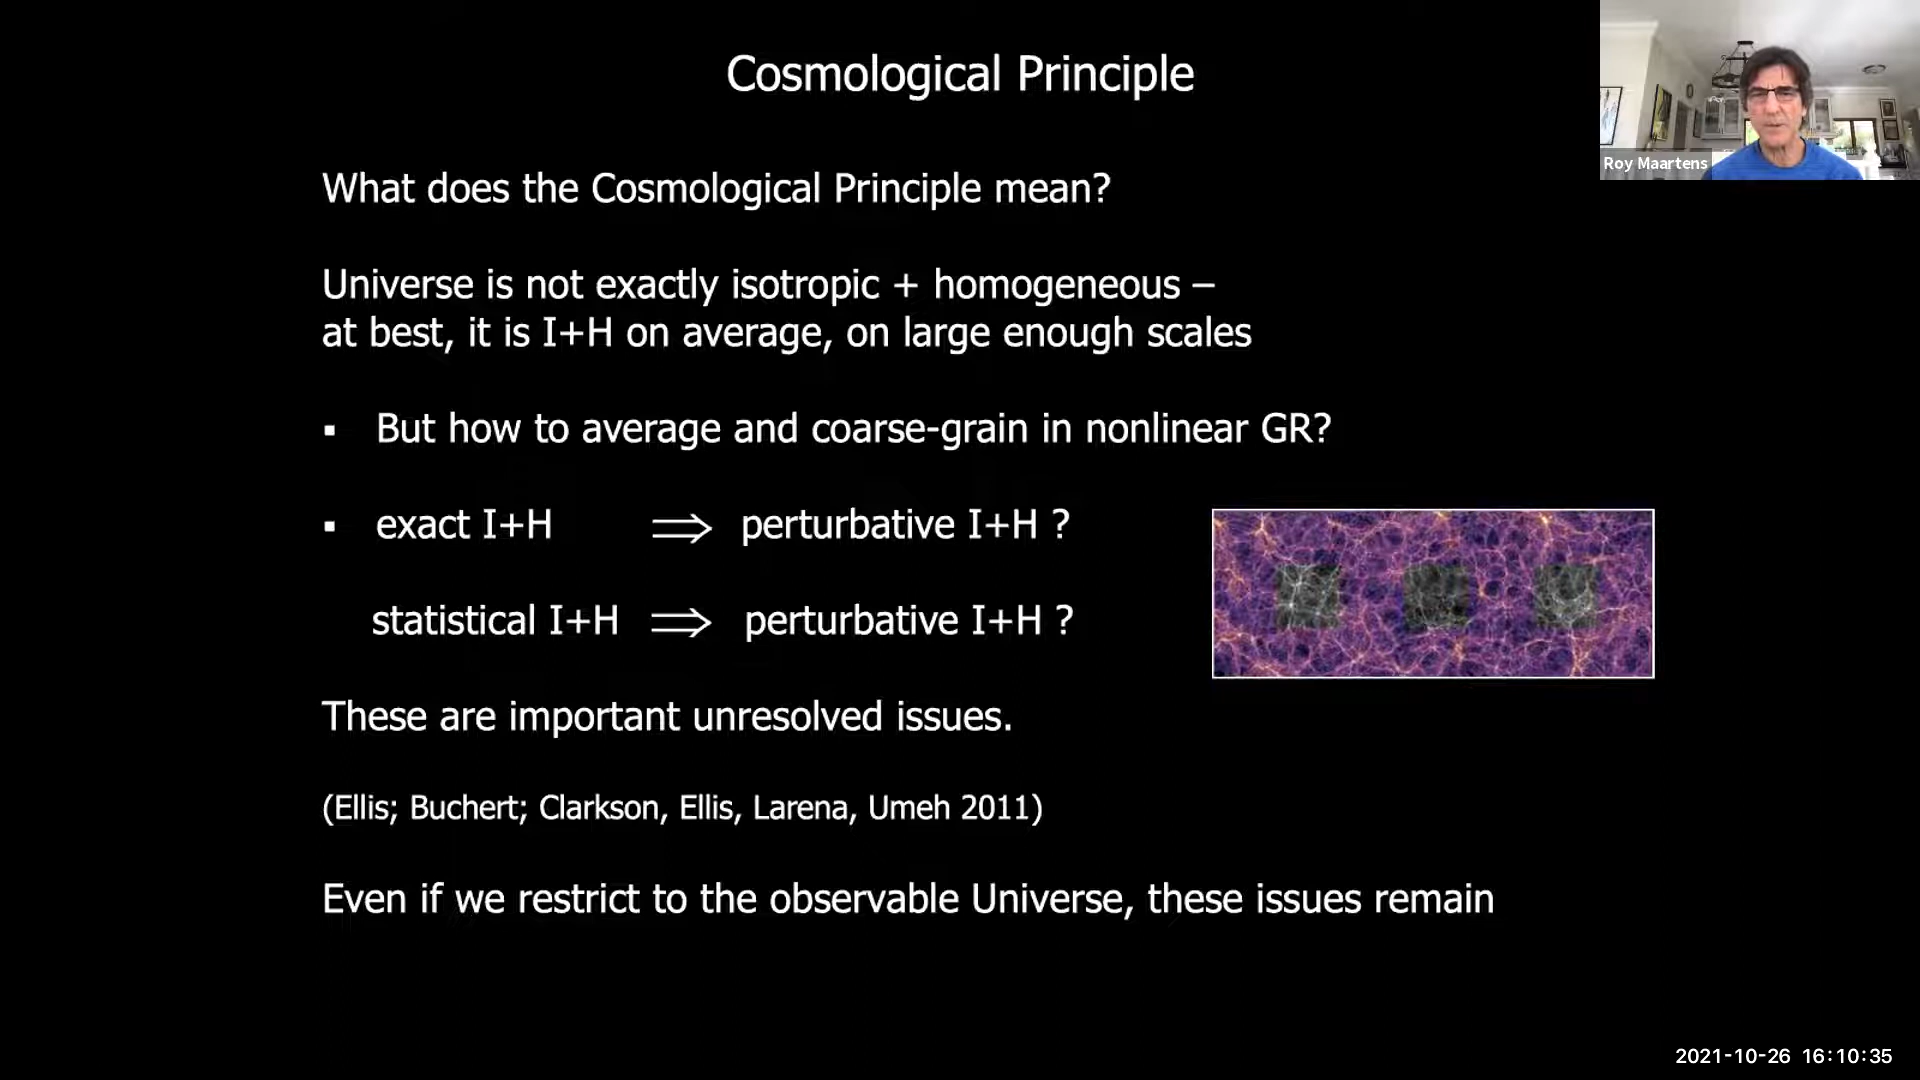 Cosmological Principle
Roy Maartens
What does the Cosmological Principle mean?
Universe is not exactly isotropic + homogeneous –
at best, it is I+H on average, on large enough scales
▪ But how to average and coarse-grain in nonlinear GR?
▪ exact I+H ⟹ perturbative I+H ?
statistical I+H ⟹ perturbative I+H ?
These are important unresolved issues.
(Ellis; Buchert; Clarkson, Ellis, Larena, Umeh 2011)
Even if we restrict to the observable Universe, these issues remain
2021-10-26 16:10:35